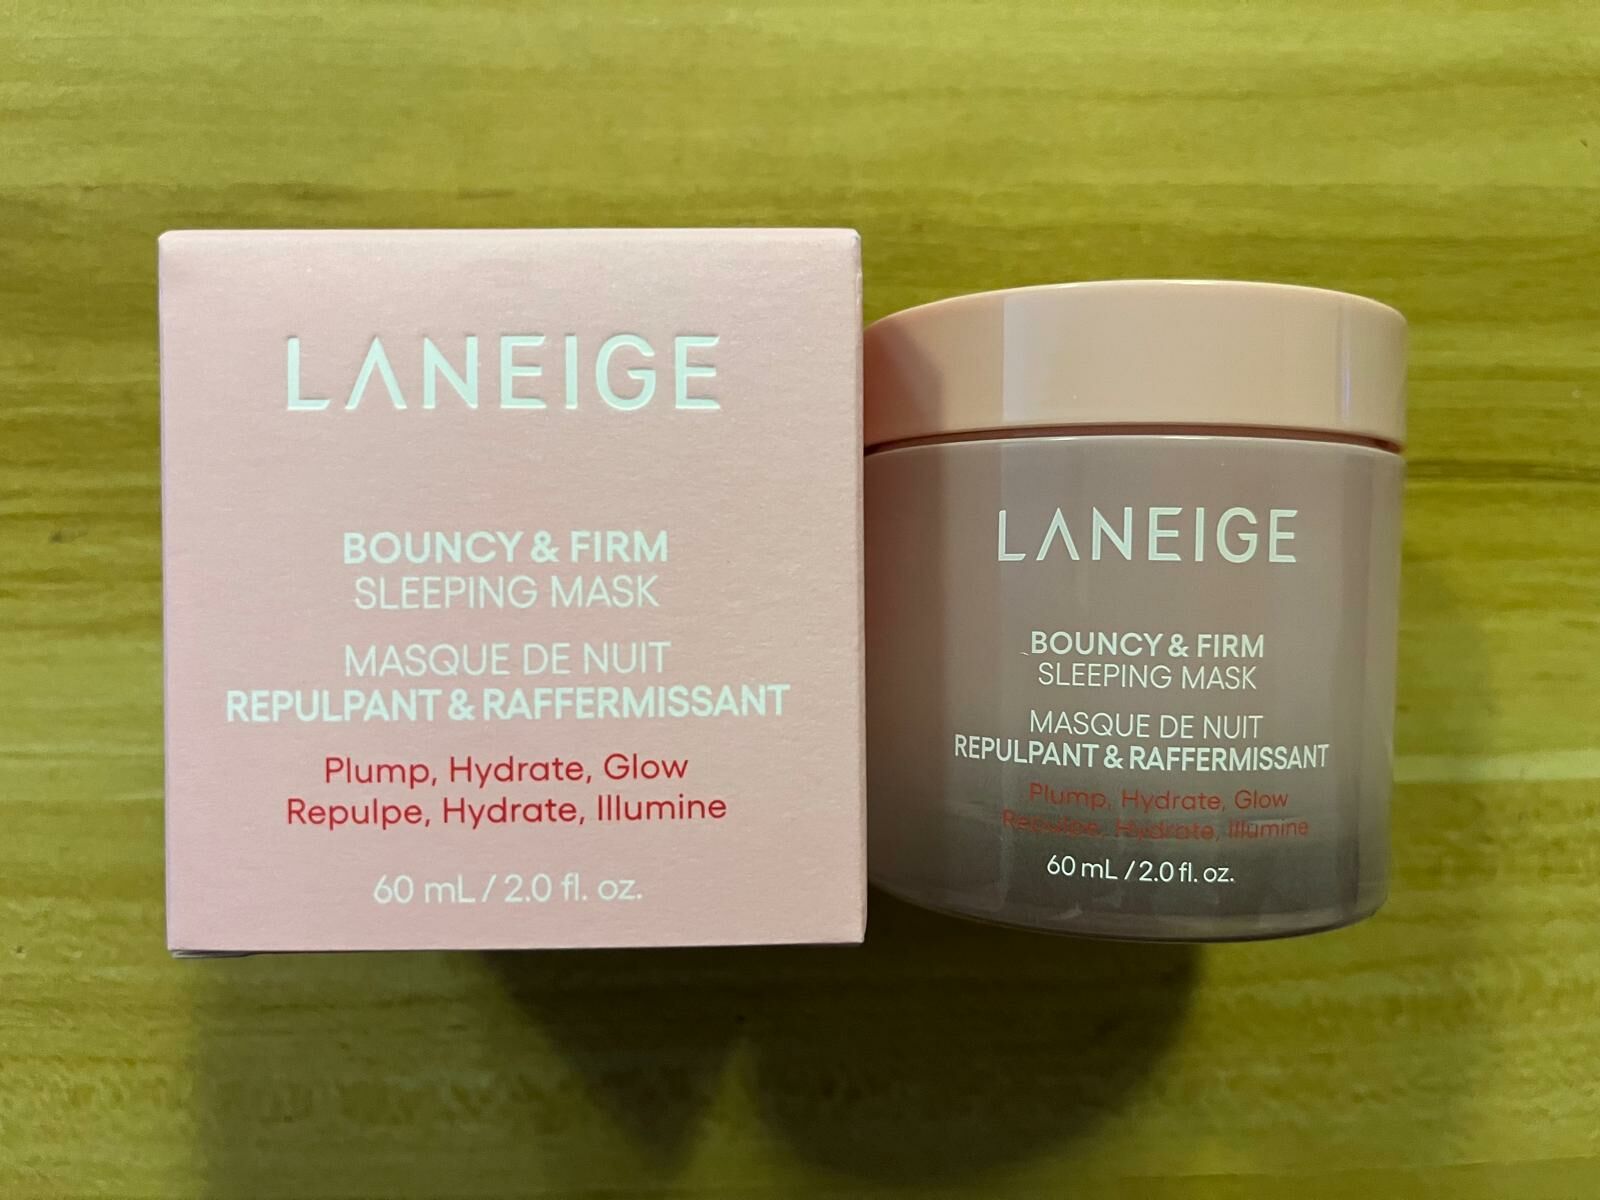 LANEIGE
BOUNCY & FIRM
SLEEPING MASK
MASQUE DE NUIT
REPULPANT & RAFFERMISSANT
Plump, Hydrate, Glow
Repulpe, Hydrate, Illumine
60 mL / 2.0 fl. oz.
LANEIGE
BOUNCY & FIRM
SLEEPING MASK
MASQUE DE NUIT
REPULPANT & RAFFERMISSANT
Plump, Hydrate, Glow
Repulpe, Hydrate, Illumine
60 mL / 2.0 fl. oz.